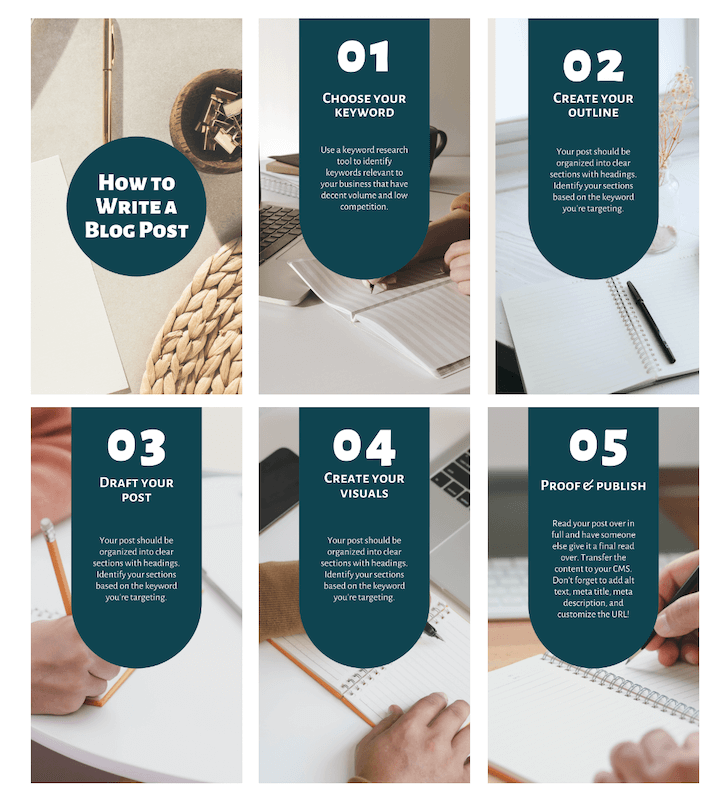 How to
Write a
Blog Post
01
Choose your
keyword
Use a keyword research
tool to identify
keywords relevant to
your business that have
decent volume and low
competition.
02
Create your
outline
Your post should be
organized into clear
sections with headings.
Identify your sections
based on the keyword
you're targeting.
03
Draft your
post
Your post should be
organized into clear
sections with headings.
Identify your sections
based on the keyword
you're targeting.
04
Create your
visuals
Your post should be
organized into clear
sections with headings.
Identify your sections
based on the keyword
you're targeting.
05
Proof & publish
Read your post over in
full and have someone
else give it a final read
over. Transfer the
content to your CMS.
Don't forget to add alt
text, meta title, meta
description, and
customize the URL!